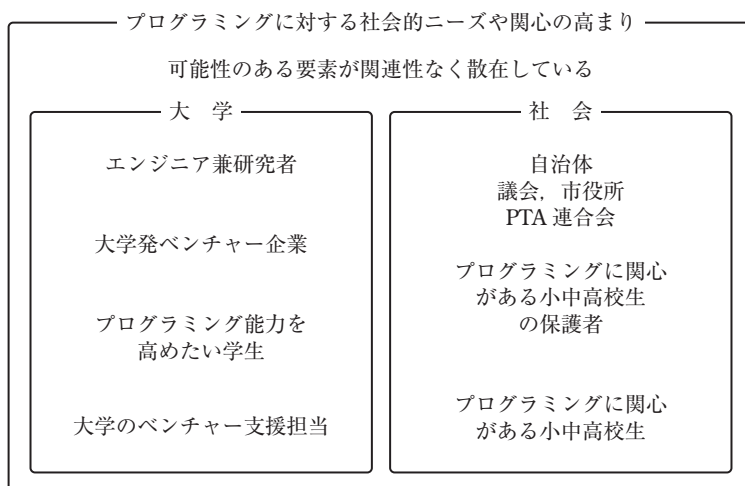 プログラミングに対する社会的ニーズや関心の高まり
可能性のある要素が関連性なく散在している
大　学
エンジニア兼研究者
大学発ベンチャー企業
プログラミング能力を
高めたい学生
大学のベンチャー支援担当
社　会
自治体
議会，市役所
PTA 連合会
プログラミングに関心
がある小中高校生
の保護者
プログラミングに関心
がある小中高校生